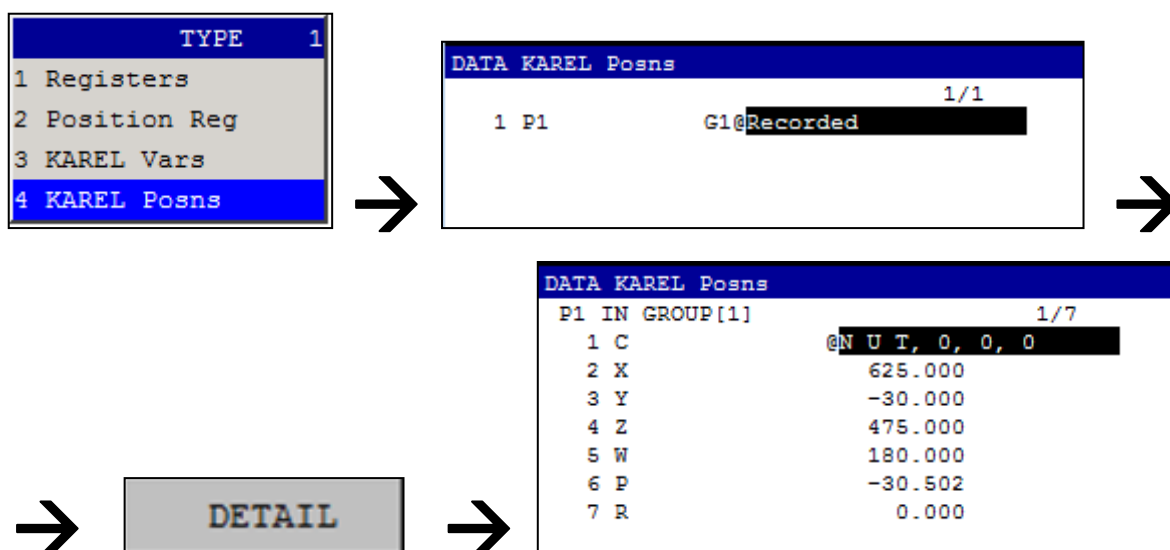 TYPE 1
1 Registers
2 Position Reg
3 KAREL Vars
4 KAREL Posns
DATA KAREL Posns
1/1
1 P1 G1@Recorded
DETAIL
DATA KAREL Posns
P1 IN GROUP[1] 1/7
1 C @N U T, 0, 0, 0
2 X 625.000
3 Y -30.000
4 Z 475.000
5 W 180.000
6 P -30.502
7 R 0.000